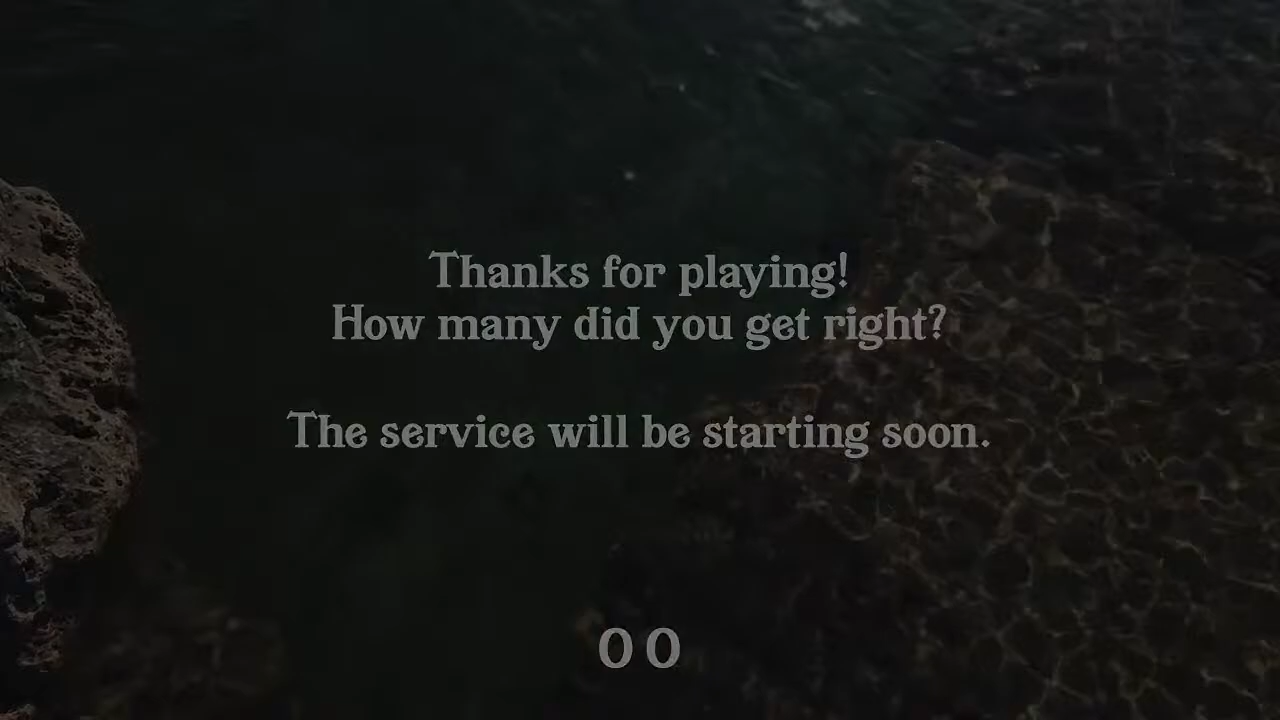 Thanks for playing!
How many did you get right?
The service will be starting soon.
00